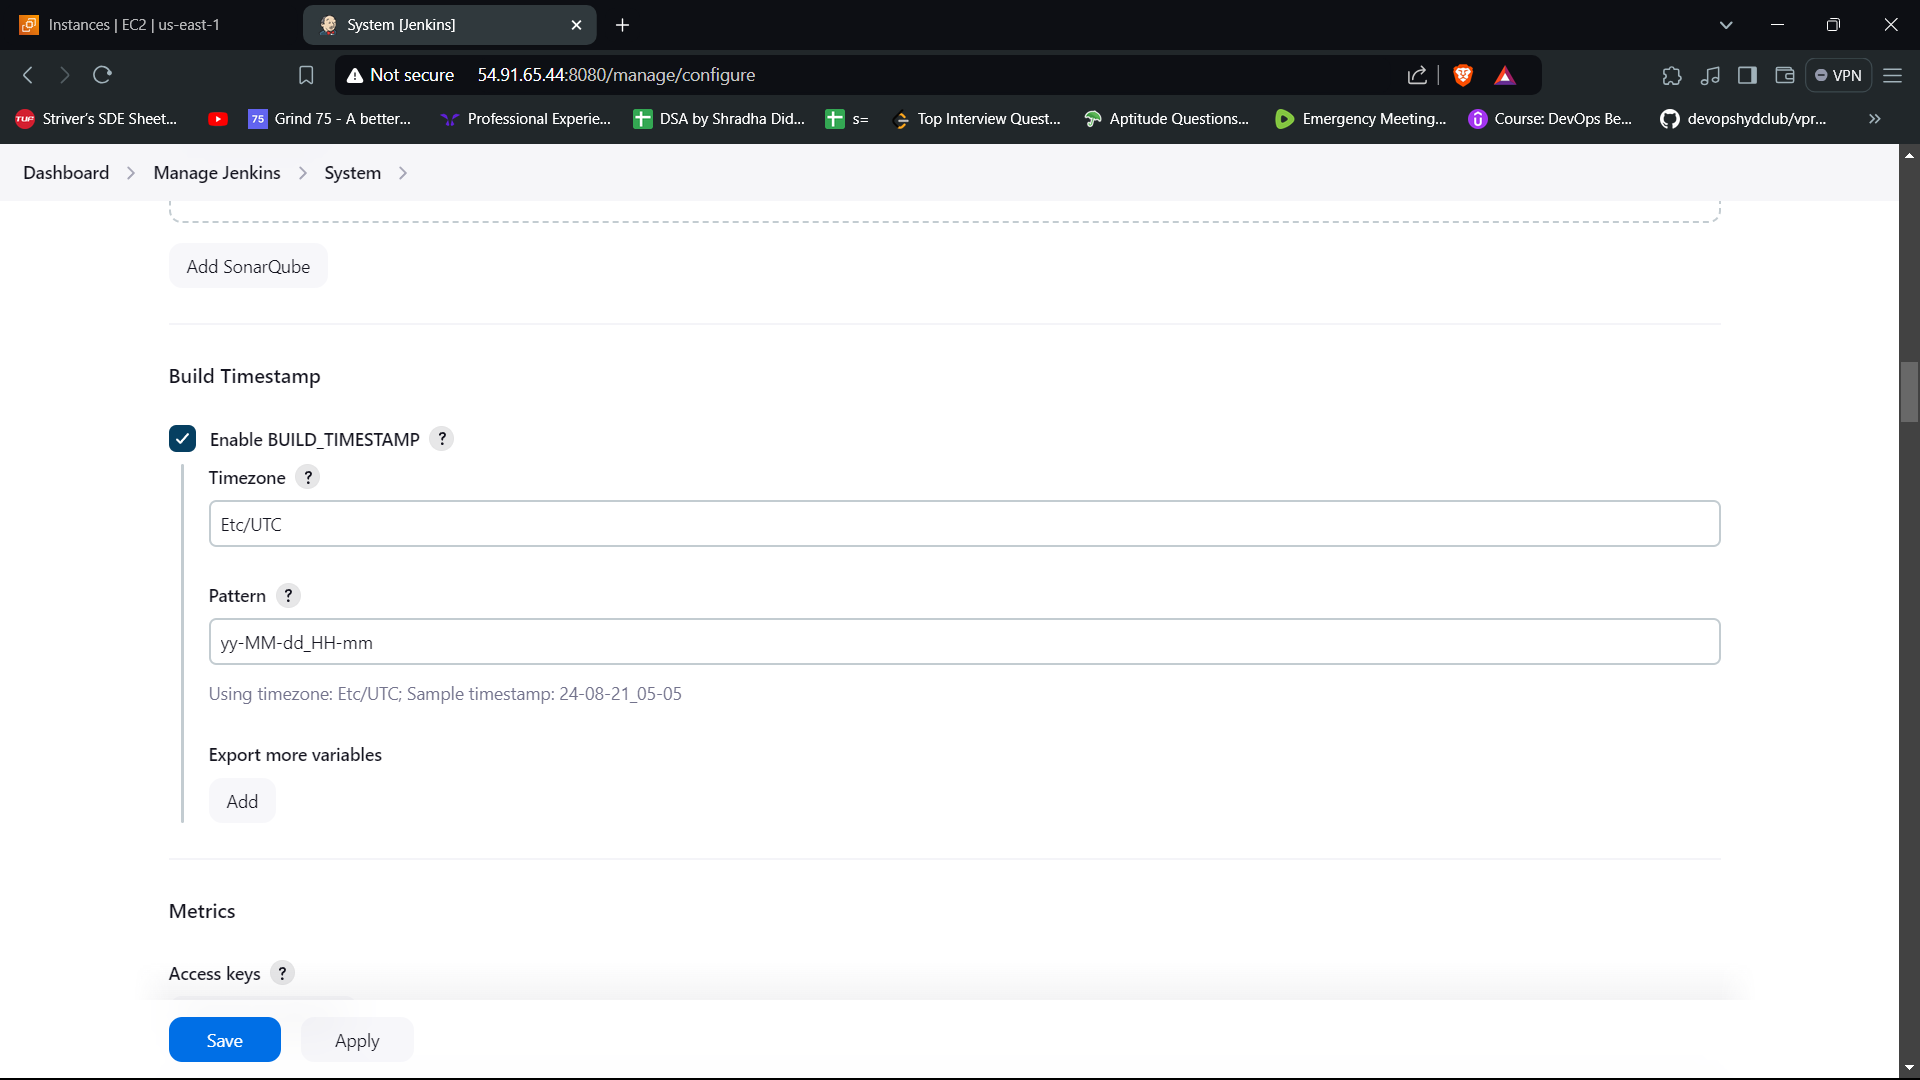 Instances | EC2 | us-east-1
System [Jenkins]
Not secure 54.91.65.44:8080/manage/configure
VPN
TUF Striver's SDE Sheet...
75 Grind 75 - A better...
Professional Experie...
DSA by Shradha Did...
s=
Top Interview Quest...
Aptitude Questions...
Emergency Meeting...
Course: DevOps Be...
devopshydclub/vpr...
»
Dashboard > Manage Jenkins > System >
Add SonarQube
Build Timestamp
Enable BUILD_TIMESTAMP ?
Timezone ?
Etc/UTC
Pattern ?
yy-MM-dd_HH-mm
Using timezone: Etc/UTC; Sample timestamp: 24-08-21_05-05
Export more variables
Add
Metrics
Access keys ?
Save Apply